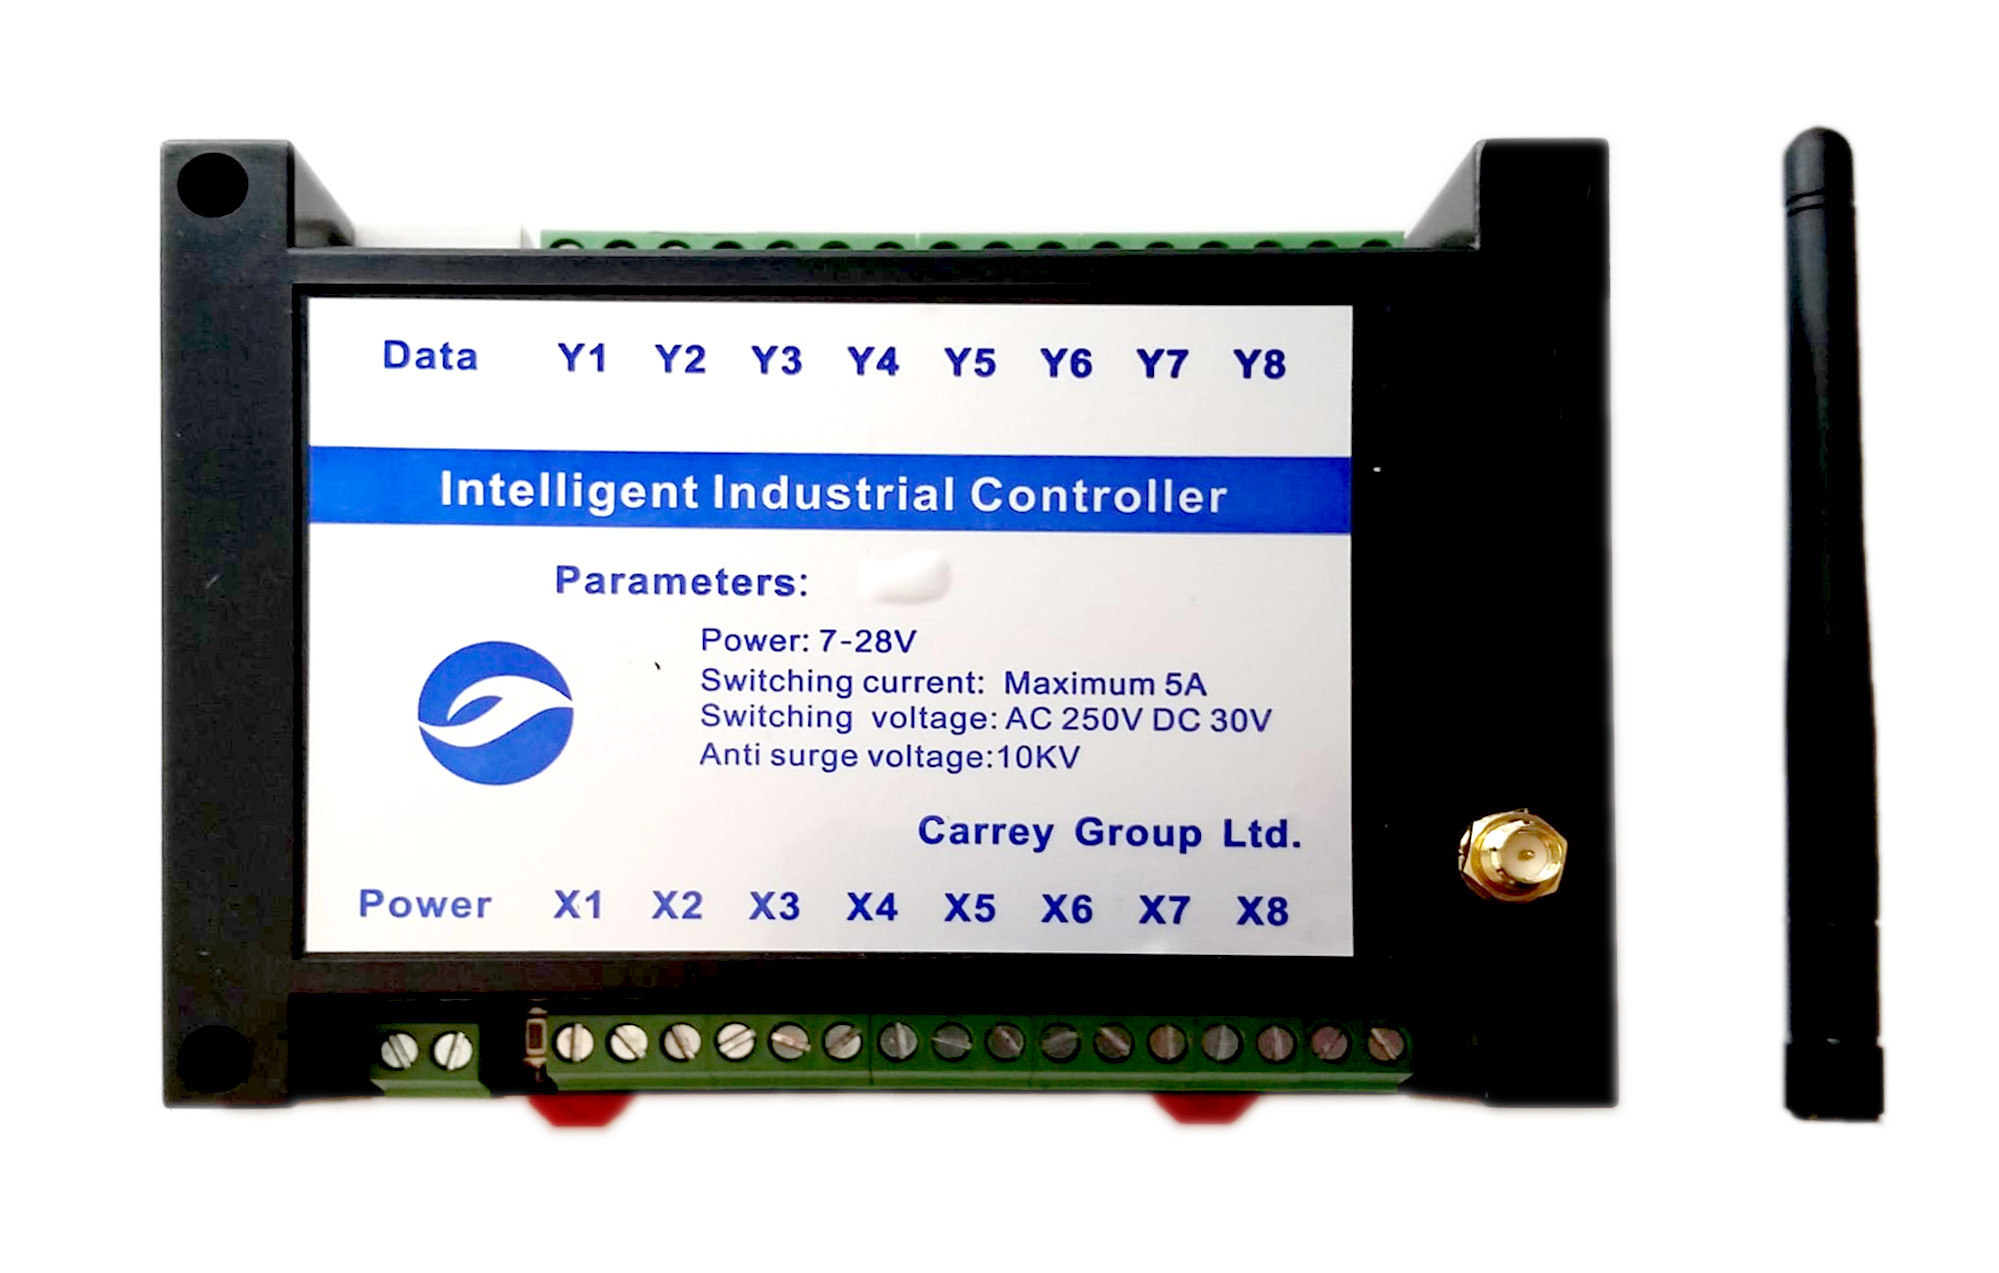 Data Y1 Y2 Y3 Y4 Y5 Y6 Y7 Y8
Intelligent Industrial Controller
Parameters:
Power: 7-28V
Switching current: Maximum 5A
Switching voltage: AC 250V DC 30V
Anti surge voltage:10KV
Carrey Group Ltd.
Power X1 X2 X3 X4 X5 X6 X7 X8